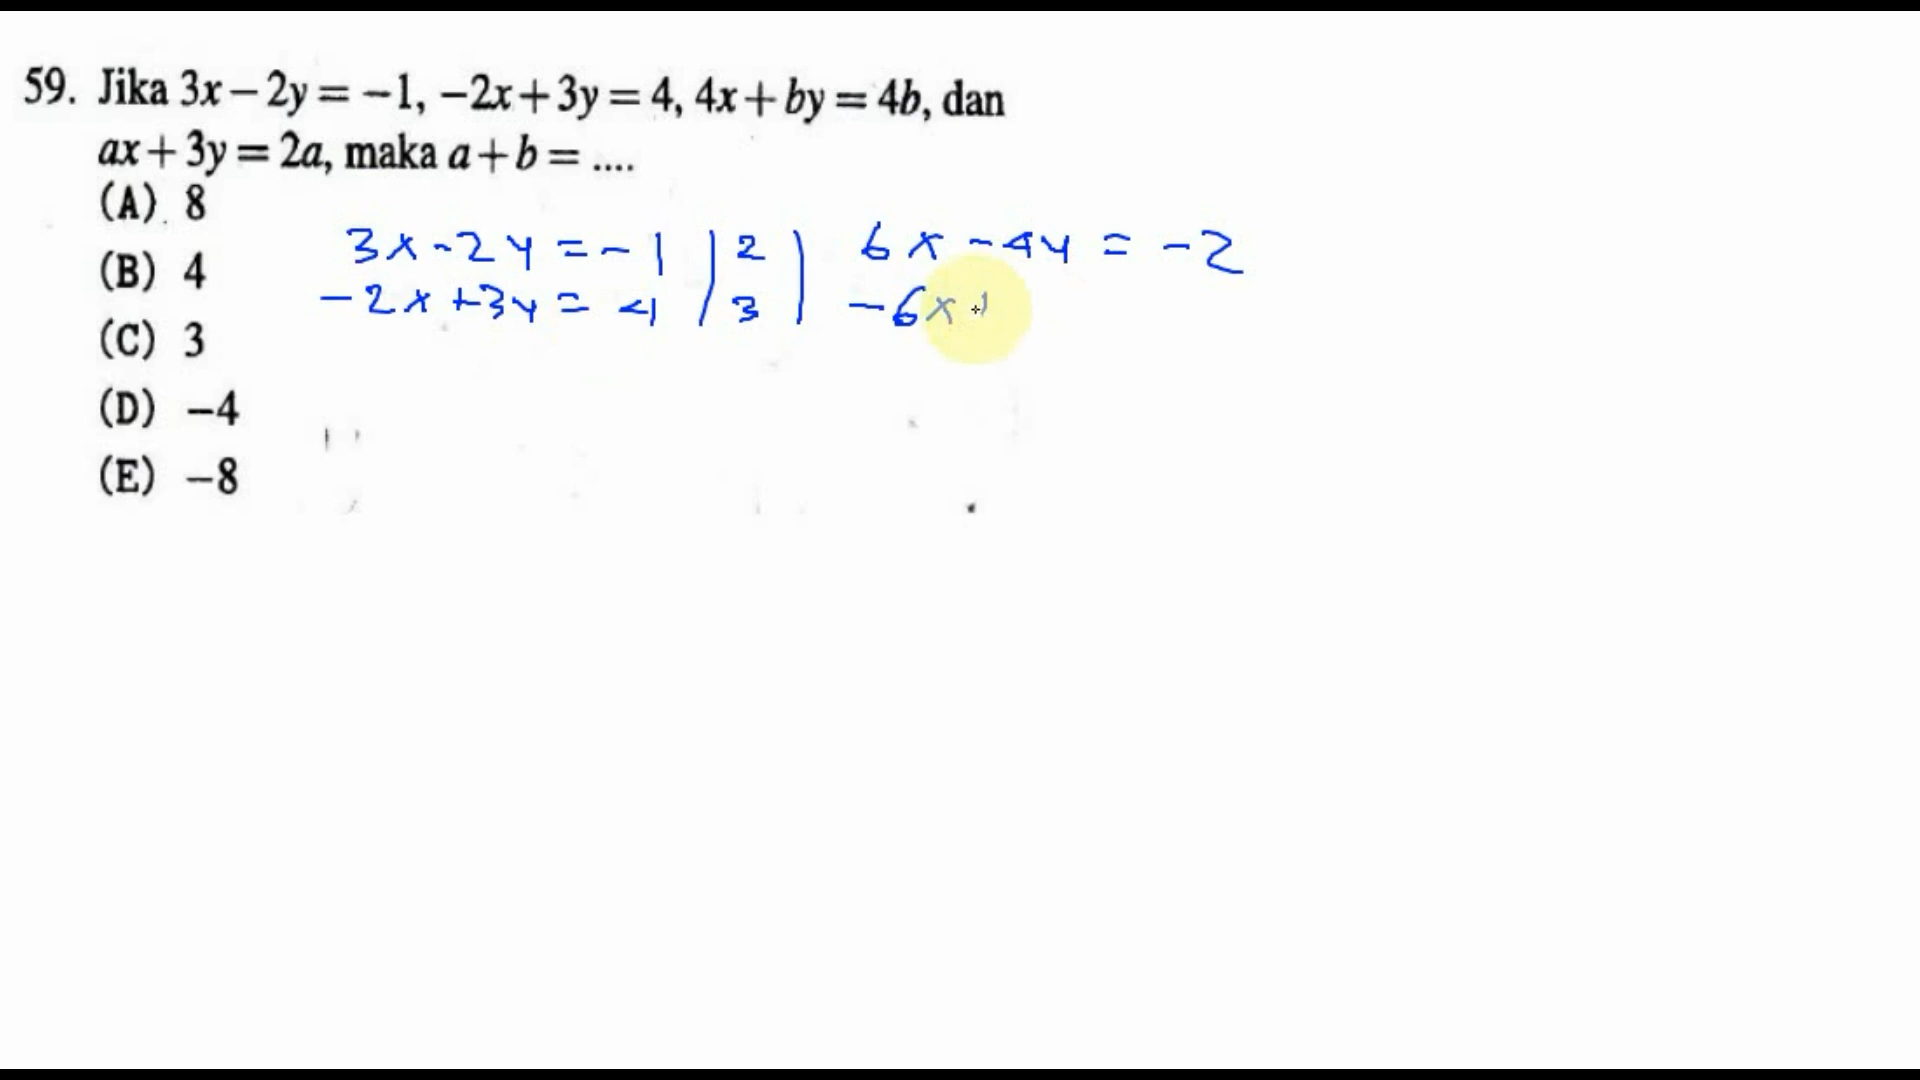 59. Jika 3x − 2y = −1, −2x + 3y = 4, 4x + by = 4b, dan
ax + 3y = 2a, maka a + b = ....
(A) 8
(B) 4
(C) 3
(D) −4
(E) −8
3x - 2y = -1 | 2 | 6x - 4y = -2
-2x + 3y = 4 | 3 | -6x